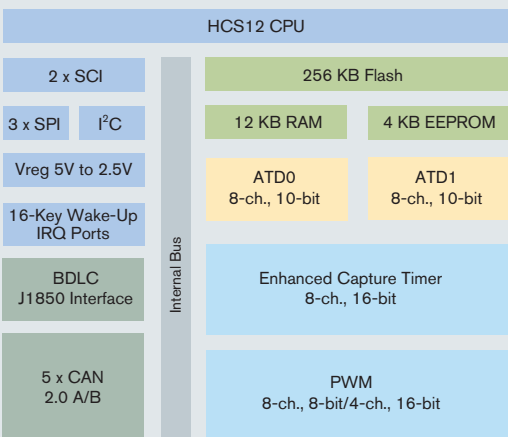 HCS12 CPU
2 x SCI
3 x SPI
I²C
Vreg 5V to 2.5V
16-Key Wake-Up
IRQ Ports
BDLC
J1850 Interface
5 x CAN
2.0 A/B
Internal Bus
256 KB Flash
12 KB RAM
4 KB EEPROM
ATD0
8-ch., 10-bit
ATD1
8-ch., 10-bit
Enhanced Capture Timer
8-ch., 16-bit
PWM
8-ch., 8-bit/4-ch., 16-bit